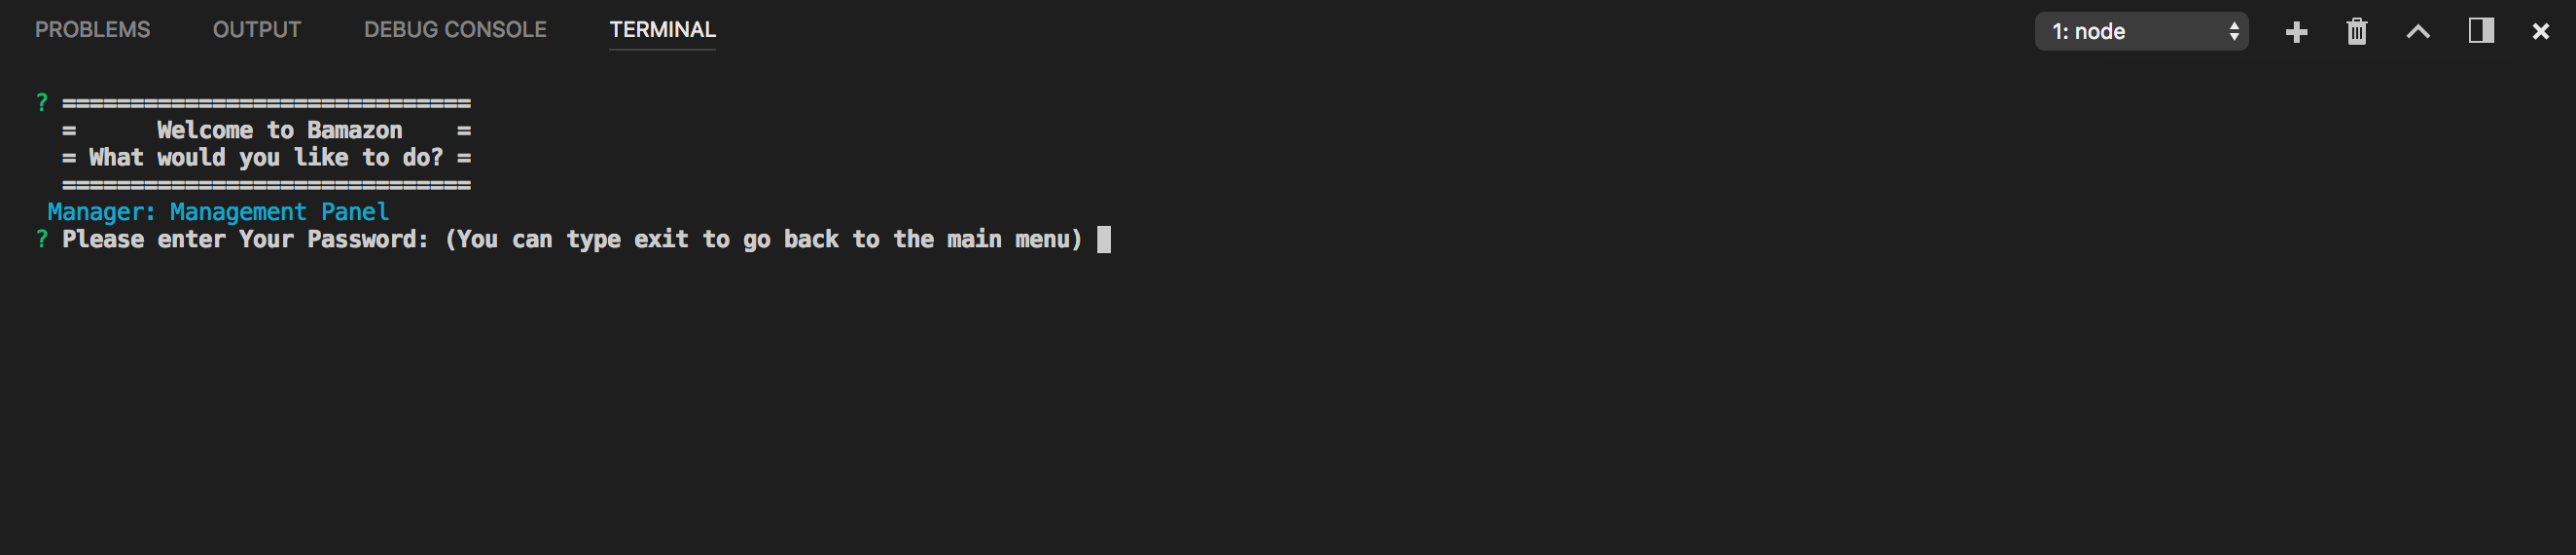 PROBLEMS OUTPUT DEBUG CONSOLE TERMINAL 1: node
? ==============================
= Welcome to Bamazon =
= What would you like to do? =
==============================
Manager: Management Panel
? Please enter Your Password: (You can type exit to go back to the main menu)